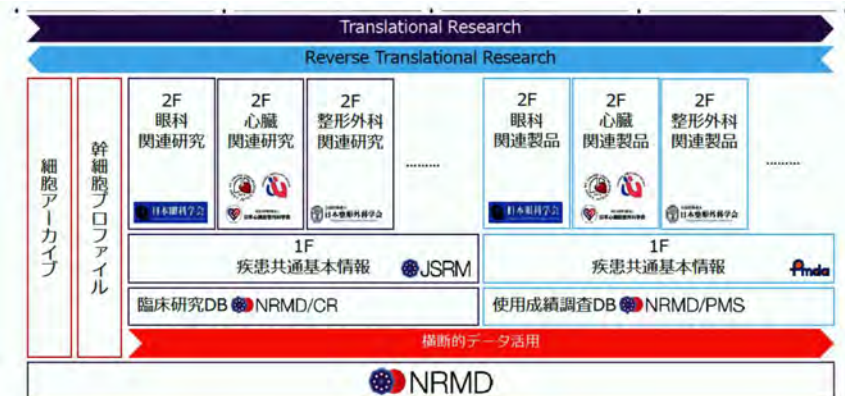 Translational Research
Reverse Translational Research
細胞アーカイブ
幹細胞プロファイル
2F
眼科
関連研究
日本眼科学会
2F
心臓
関連研究
2F
整形外科
関連研究
日本整形外科学会
………
2F
眼科
関連製品
日本眼科学会
2F
心臓
関連製品
2F
整形外科
関連製品
日本整形外科学会
………
1F
疾患共通基本情報
JSRM
1F
疾患共通基本情報
Pmda
臨床研究DB NRMD/CR
使用成績調査DB NRMD/PMS
横断的データ活用
NRMD